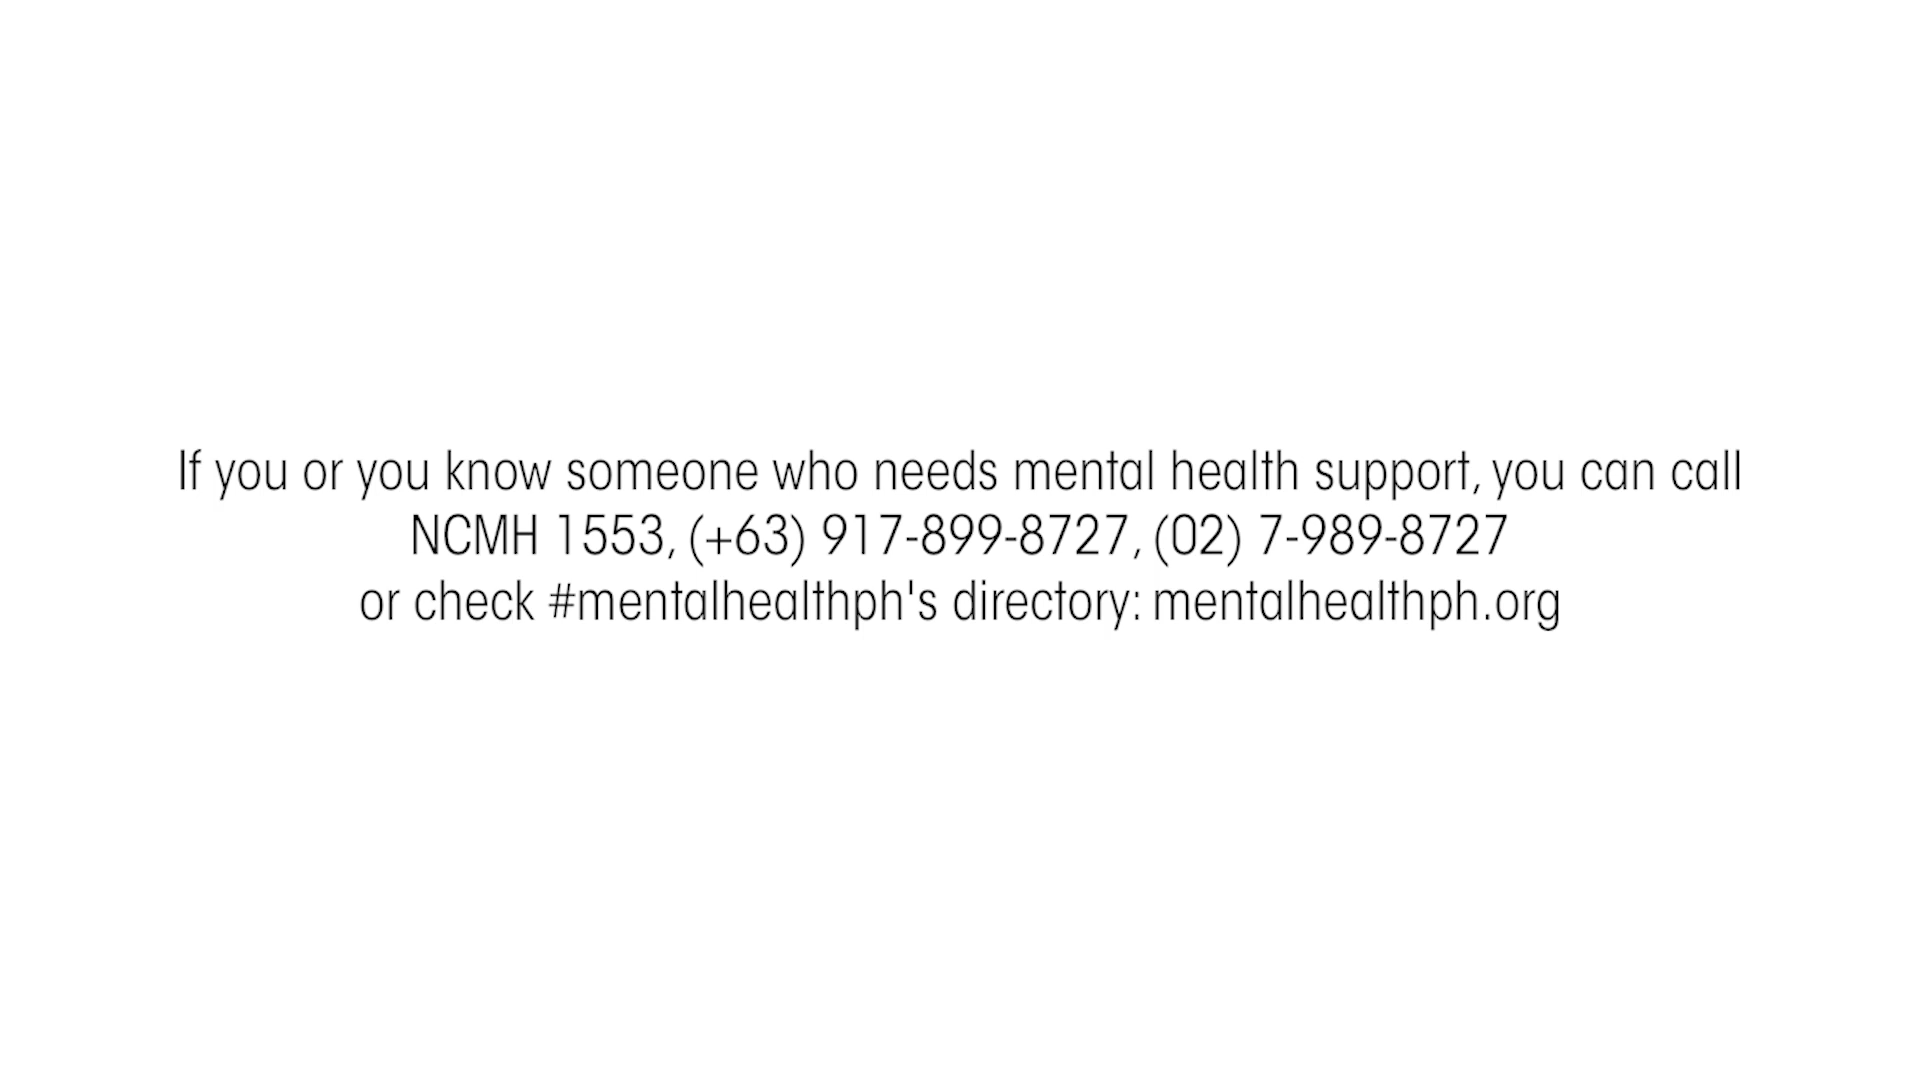 If you or you know someone who needs mental health support, you can call
NCMH 1553, (+63) 917-899-8727, (02) 7-989-8727
or check #mentalhealthph's directory: mentalhealthph.org